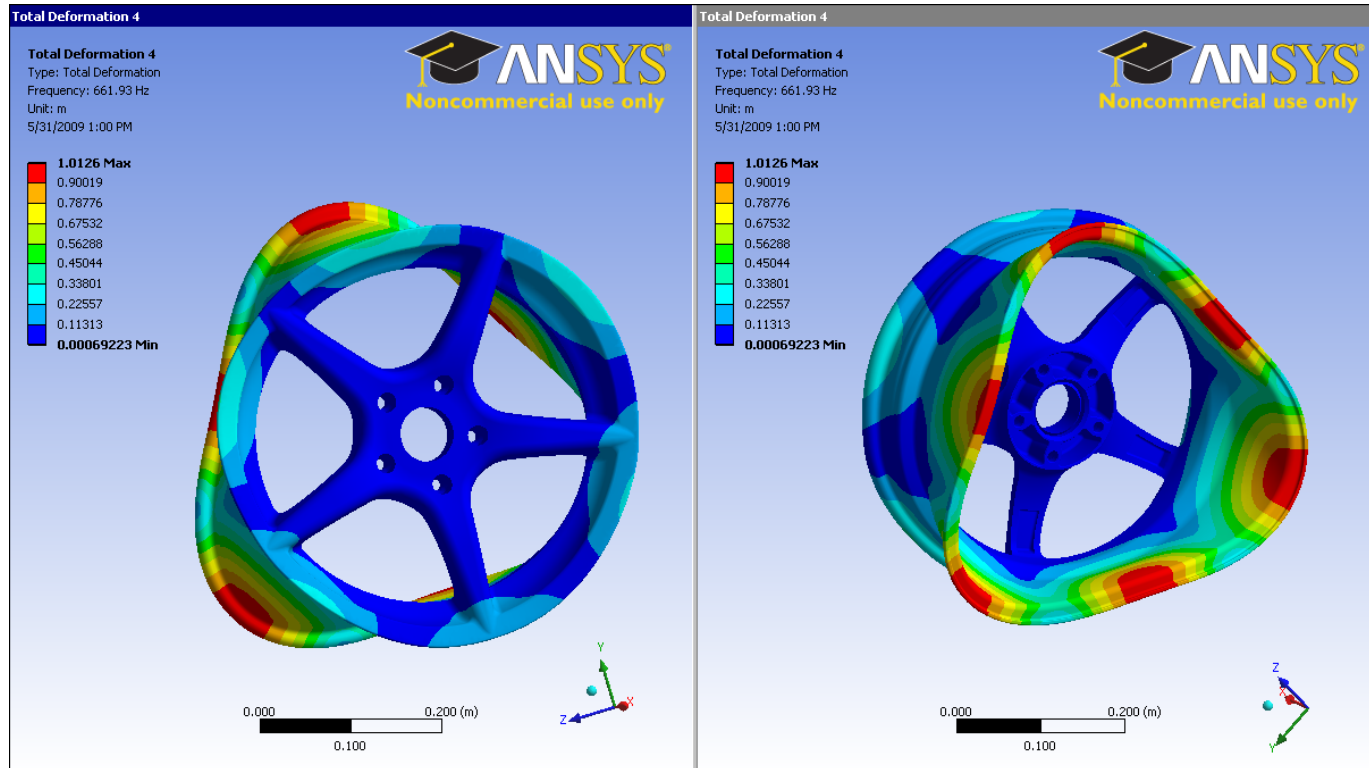 Total Deformation 4
Total Deformation 4
Type: Total Deformation
Frequency: 661.93 Hz
Unit: m
5/31/2009 1:00 PM
ANSYS®
Noncommercial use only
1.0126 Max
0.90019
0.78776
0.67532
0.56288
0.45044
0.33801
0.22557
0.11313
0.00069223 Min
Y
X
Z
0.000
0.200 (m)
0.100
Total Deformation 4
Total Deformation 4
Type: Total Deformation
Frequency: 661.93 Hz
Unit: m
5/31/2009 1:00 PM
ANSYS®
Noncommercial use only
1.0126 Max
0.90019
0.78776
0.67532
0.56288
0.45044
0.33801
0.22557
0.11313
0.00069223 Min
Z
X
Y
0.000
0.200 (m)
0.100